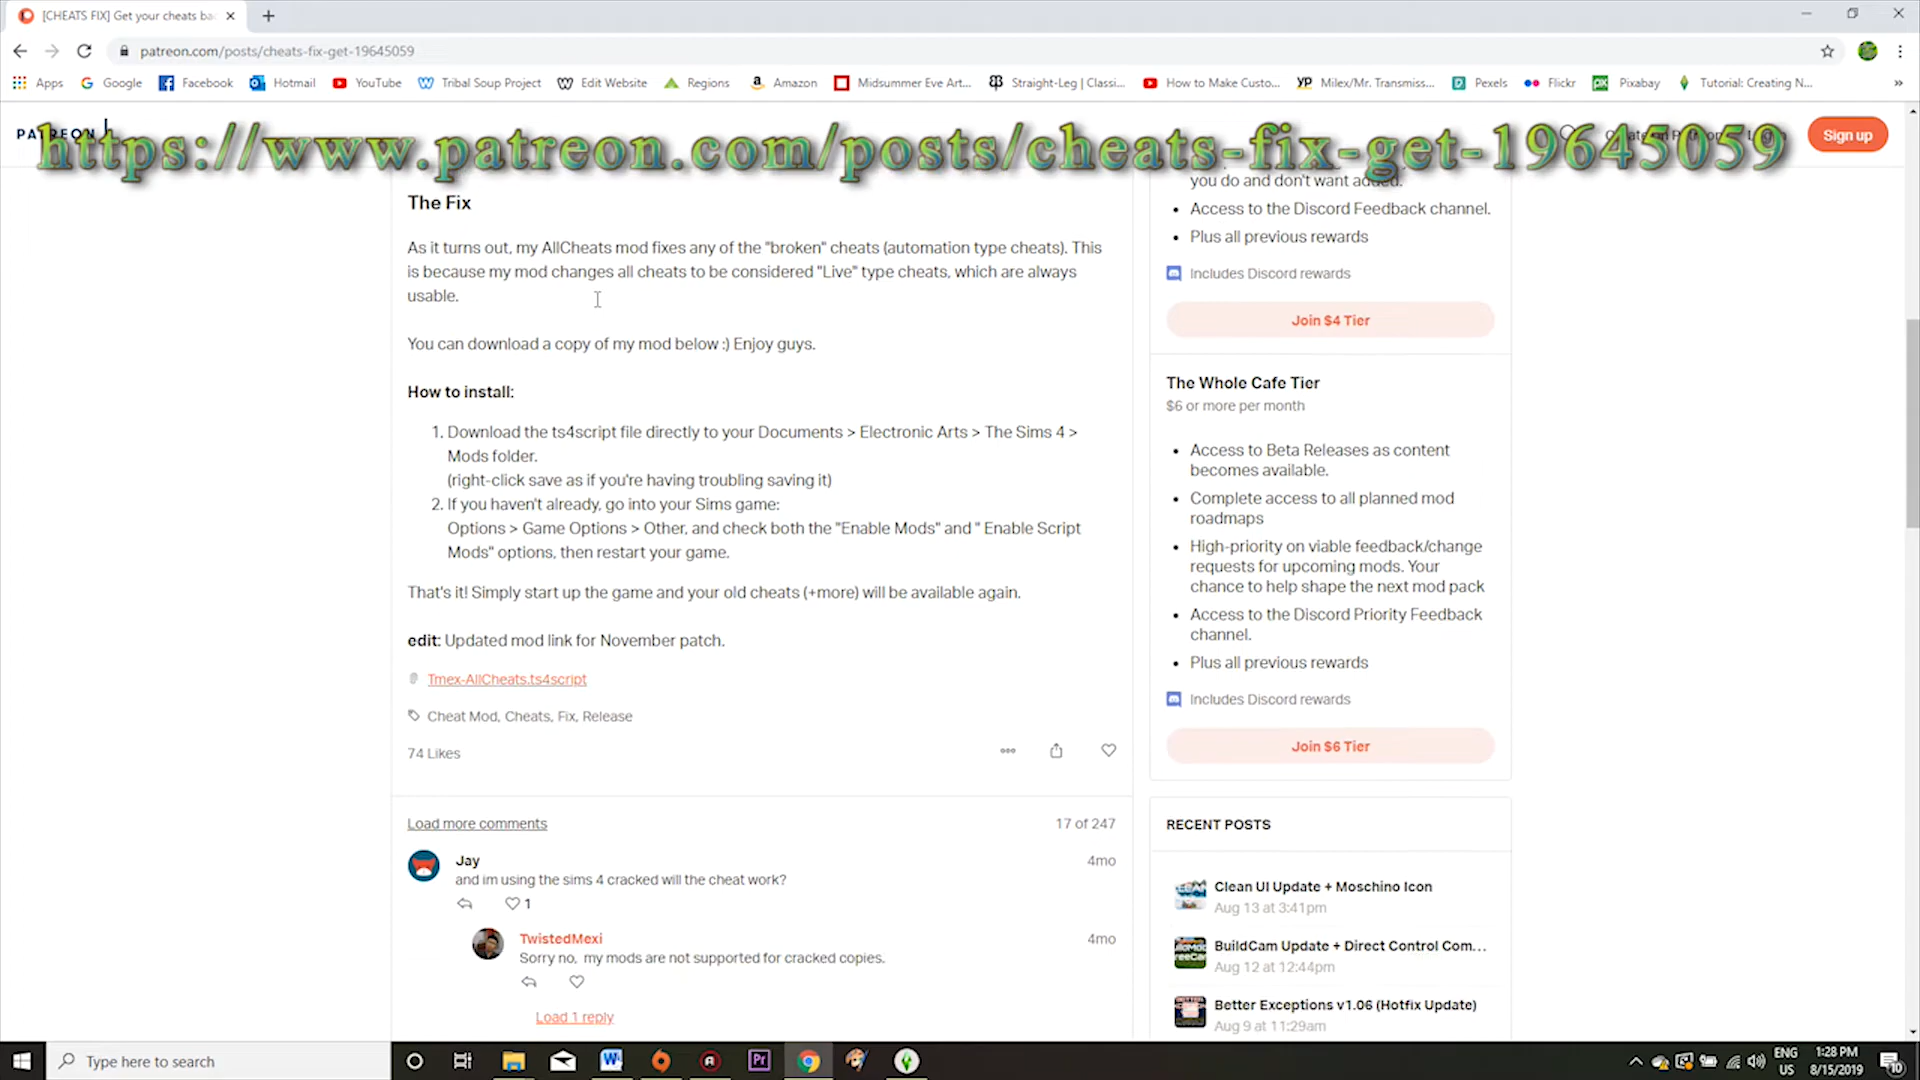 [CHEATS FIX] Get your cheats ba
patreon.com/posts/cheats-fix-get-19645059
Apps
Google
Facebook
Hotmail
YouTube
Tribal Soup Project
Edit Website
Regions
Amazon
Midsummer Eve Art...
Straight-Leg | Classi...
How to Make Custo...
Milex/Mr. Transmiss...
Pexels
Flickr
Pixabay
Tutorial: Creating N...
»
PATREON
https://www.patreon.com/posts/cheats-fix-get-19645059
Sign up
The Fix
As it turns out, my AllCheats mod fixes any of the "broken" cheats (automation type cheats). This
is because my mod changes all cheats to be considered "Live" type cheats, which are always
usable.
You can download a copy of my mod below :) Enjoy guys.
How to install:
1. Download the ts4script file directly to your Documents > Electronic Arts > The Sims 4 >
Mods folder.
(right-click save as if you're having troubling saving it)
2. If you haven't already, go into your Sims game:
Options > Game Options > Other, and check both the "Enable Mods" and " Enable Script
Mods" options, then restart your game.
That's it! Simply start up the game and your old cheats (+more) will be available again.
edit: Updated mod link for November patch.
Tmex-AllCheats.ts4script
Cheat Mod, Cheats, Fix, Release
74 Likes
Load more comments
17 of 247
Jay
4mo
and im using the sims 4 cracked will the cheat work?
1
TwistedMexi
4mo
Sorry no, my mods are not supported for cracked copies.
Load 1 reply
you do and don't want added.
• Access to the Discord Feedback channel.
• Plus all previous rewards
Includes Discord rewards
Join $4 Tier
The Whole Cafe Tier
$6 or more per month
• Access to Beta Releases as content
becomes available.
• Complete access to all planned mod
roadmaps
• High-priority on viable feedback/change
requests for upcoming mods. Your
chance to help shape the next mod pack
• Access to the Discord Priority Feedback
channel.
• Plus all previous rewards
Includes Discord rewards
Join $6 Tier
RECENT POSTS
Clean UI Update + Moschino Icon
Aug 13 at 3:41pm
BuildCam Update + Direct Control Com...
Aug 12 at 12:44pm
Better Exceptions v1.06 (Hotfix Update)
Aug 9 at 11:29am
Type here to search
ENG
US
1:28 PM
8/15/2019
10